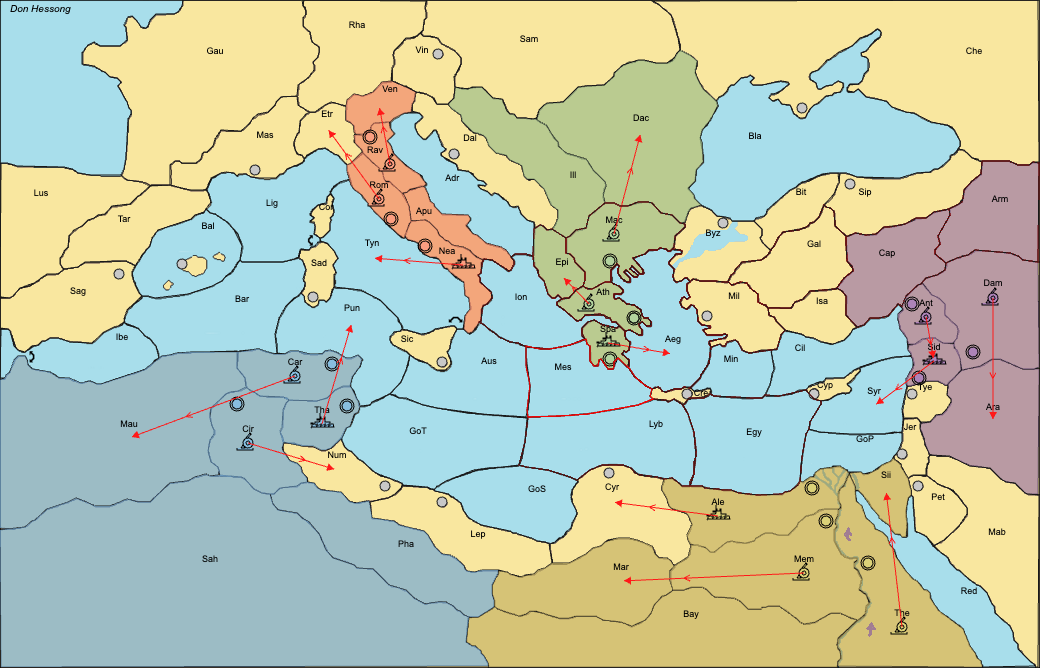 Don Hessong
Rha
Sam
Vin
Gau
Che
Ven
Etr
Dac
Mas
Bla
Dal
Rav
Ill
Adr
Rom
Lus
Cor
Lig
Apu
Bit
Sip
Arm
Tar
Bal
Mac
Byz
Tyn
Gal
Nea
Cap
Sad
Epi
Sag
Ath
Dam
Bar
Ion
Mil
Isa
Ant
Pun
Spa
Ibe
Sic
Aeg
Cil
Sid
Aus
Min
Car
Mes
Cyp
Syr
Tye
Cre
Ara
Tha
Mau
Lyb
Jer
Cir
GoT
Egy
GoP
Num
Sii
GoS
Cyr
Ale
Pet
Lep
Mab
Pha
Sah
Mar
Mem
Red
Bay
The